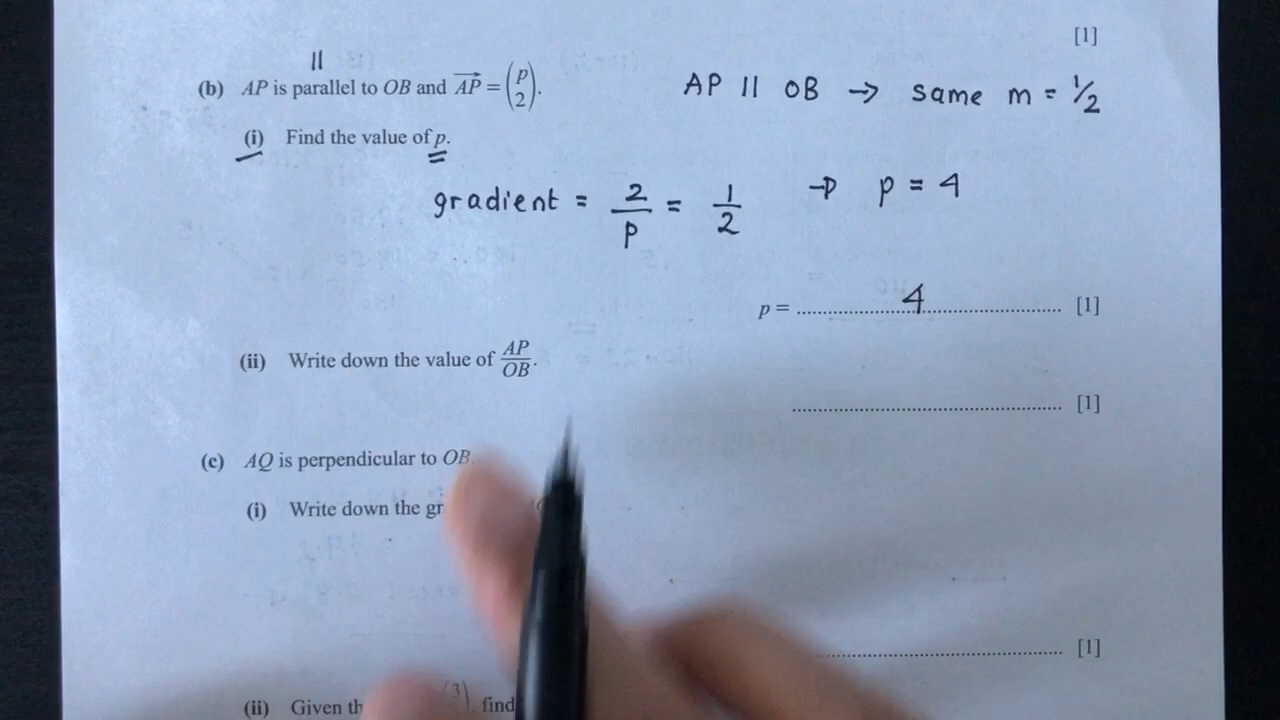 [1]
||
(b) AP is parallel to OB and AP = (p 2).
AP || OB → same m = 1/2
(i) Find the value of p.
gradient = 2/p = 1/2 → p = 4
p = 4 [1]
(ii) Write down the value of AP/OB.
[1]
(c) AQ is perpendicular to OB
(i) Write down the gr
[1]
(ii) Given th (3) find